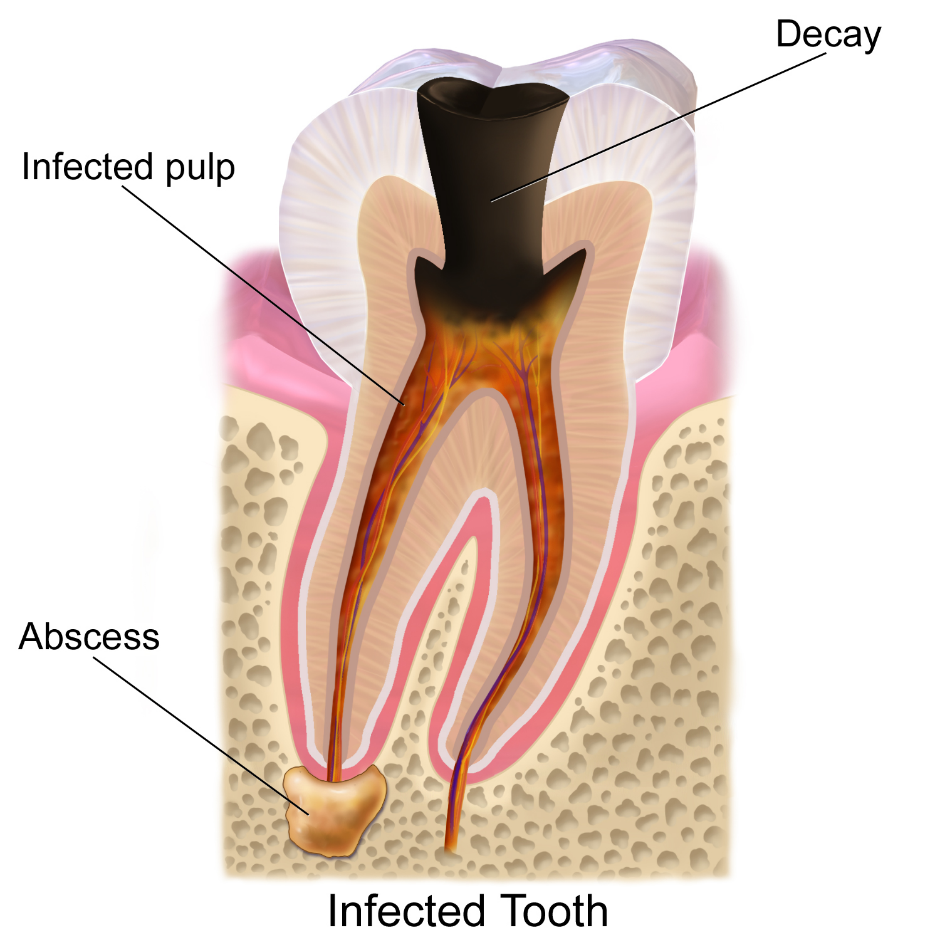 Decay
Infected pulp
Abscess
Infected Tooth